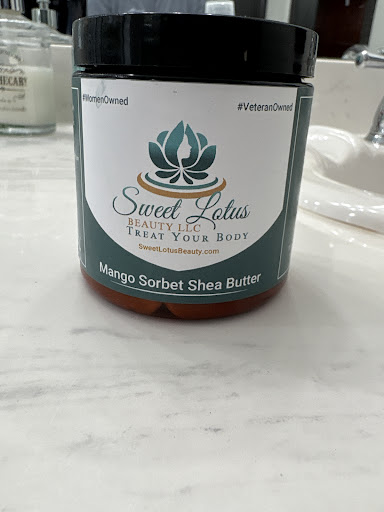 #WomenOwned
#VeteranOwned
Sweet Lotus
BEAUTY LLC
TREAT YOUR BODY
SweetLotusBeauty.com
Mango Sorbet Shea Butter